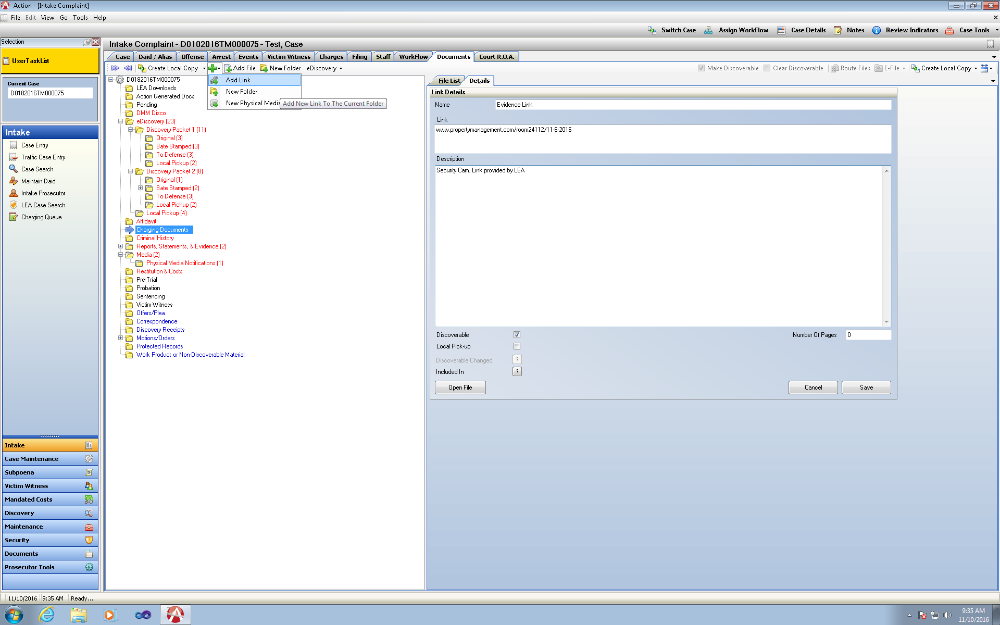 Action - [Intake Complaint]
File Edit View Go Tools Help
Switch Case Assign WorkFlow Case Details Notes Review Indicators Case Tools
Selection
UserTaskList
Current Case
D0182016TM000075
Intake
Case Entry
Traffic Case Entry
Case Search
Maintain Daid
Intake Prosecutor
LEA Case Search
Charging Queue
Intake
Case Maintenance
Subpoena
Victim Witness
Mandated Costs
Discovery
Maintenance
Security
Documents
Prosecutor Tools
Intake Complaint - D0182016TM000075 - Test, Case
Case Daid / Alias Offense Arrest Events Victim Witness Charges Filing Staff WorkFlow Documents Court R.O.A.
Create Local Copy Add File New Folder eDiscovery Make Discoverable Clear Discoverable Route Files E-File Create Local Copy
Add Link
New Folder
New Physical Media
Add New Link To The Current Folder
D0182016TM000075
LEA Downloads
Action Generated Docs
Pending
DMM Disco
eDiscovery (23)
Discovery Packet 1 (11)
Original (3)
Bate Stamped (3)
To Defense (3)
Local Pickup (2)
Discovery Packet 2 (8)
Original (1)
Bate Stamped (2)
To Defense (3)
Local Pickup (2)
Local Pickup (4)
Affidavit
Charging Documents
Criminal History
Reports, Statements, & Evidence (2)
Media (2)
Physical Media Notifications (1)
Restitution & Costs
Pre-Trial
Probation
Sentencing
Victim-Witness
Offers/Plea
Correspondence
Discovery Receipts
Motions/Orders
Protected Records
Work Product or Non-Discoverable Material
File List Details
Link Details
Name Evidence Link
Link
www.propertymanagement.com/room24112/11-6-2016
Description
Security Cam. Link provided by LEA
Discoverable Number Of Pages 0
Local Pick-up
Discoverable Changed ?
Included In ?
Open File Cancel Save
11/10/2016 9:35 AM Ready...
9:35 AM
11/10/2016